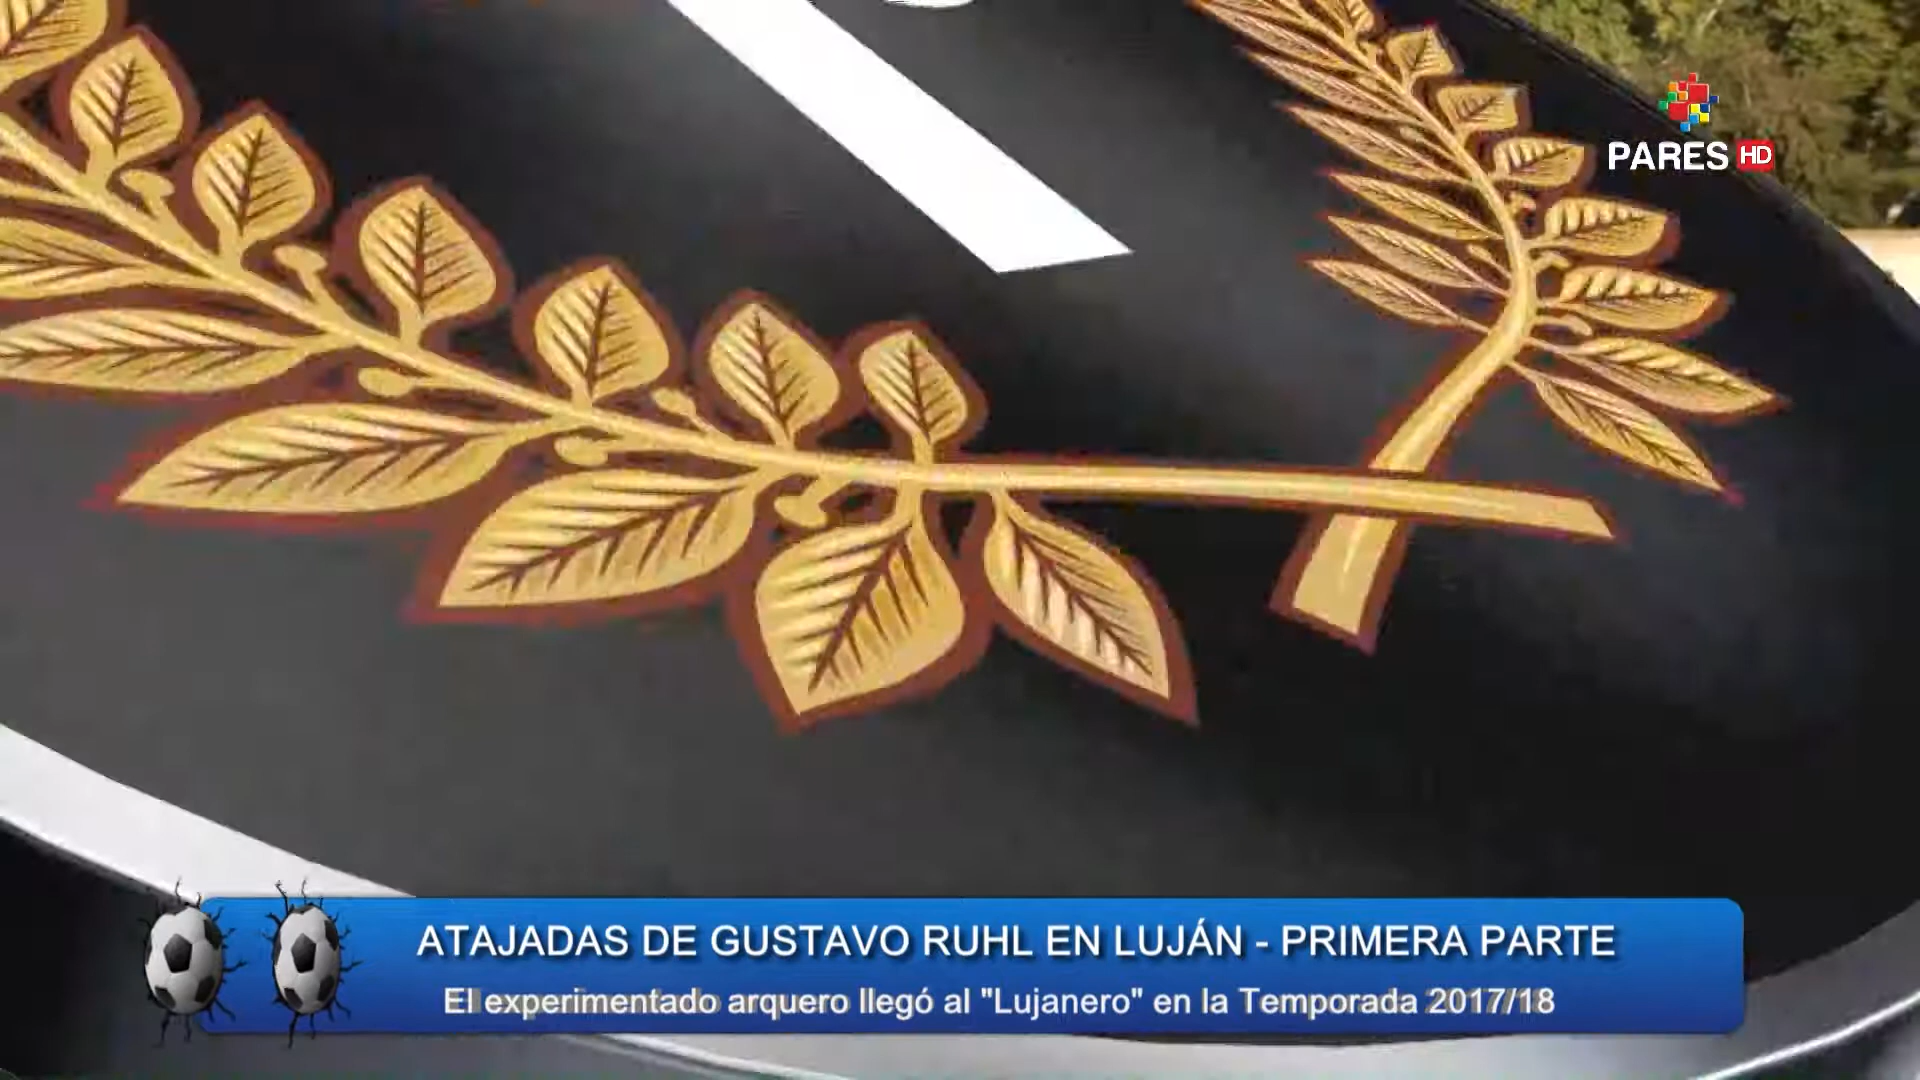 PARES HD
ATAJADAS DE GUSTAVO RUHL EN LUJÁN - PRIMERA PARTE
El experimentado arquero llegó al "Lujanero" en la Temporada 2017/18